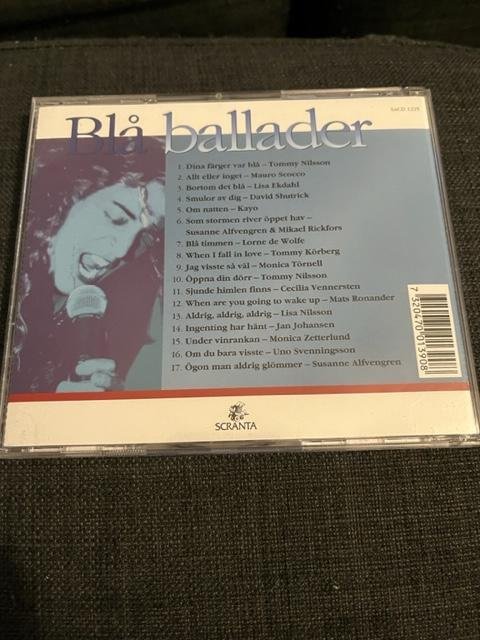 SaCD 1229
Blå ballader
1. Dina färger var blå – Tommy Nilsson
2. Allt eller inget – Mauro Scocco
3. Bortom det blå – Lisa Ekdahl
4. Smulor av dig – David Shutrick
5. Om natten – Kayo
6. Som stormen river öppet hav –
Susanne Alfvengren & Mikael Rickfors
7. Blå timmen – Lorne de Wolfe
8. When I fall in love – Tommy Körberg
9. Jag visste så väl – Monica Törnell
10. Öppna din dörr – Tommy Nilsson
11. Sjunde himlen finns – Cecilia Vennersten
12. When are you going to wake up – Mats Ronander
13. Aldrig, aldrig, aldrig – Lisa Nilsson
14. Ingenting har hänt – Jan Johansen
15. Under vinrankan – Monica Zetterlund
16. Om du bara visste – Uno Svenningsson
17. Ögon man aldrig glömmer – Susanne Alfvengren
7 320470 013908
SCRANTA